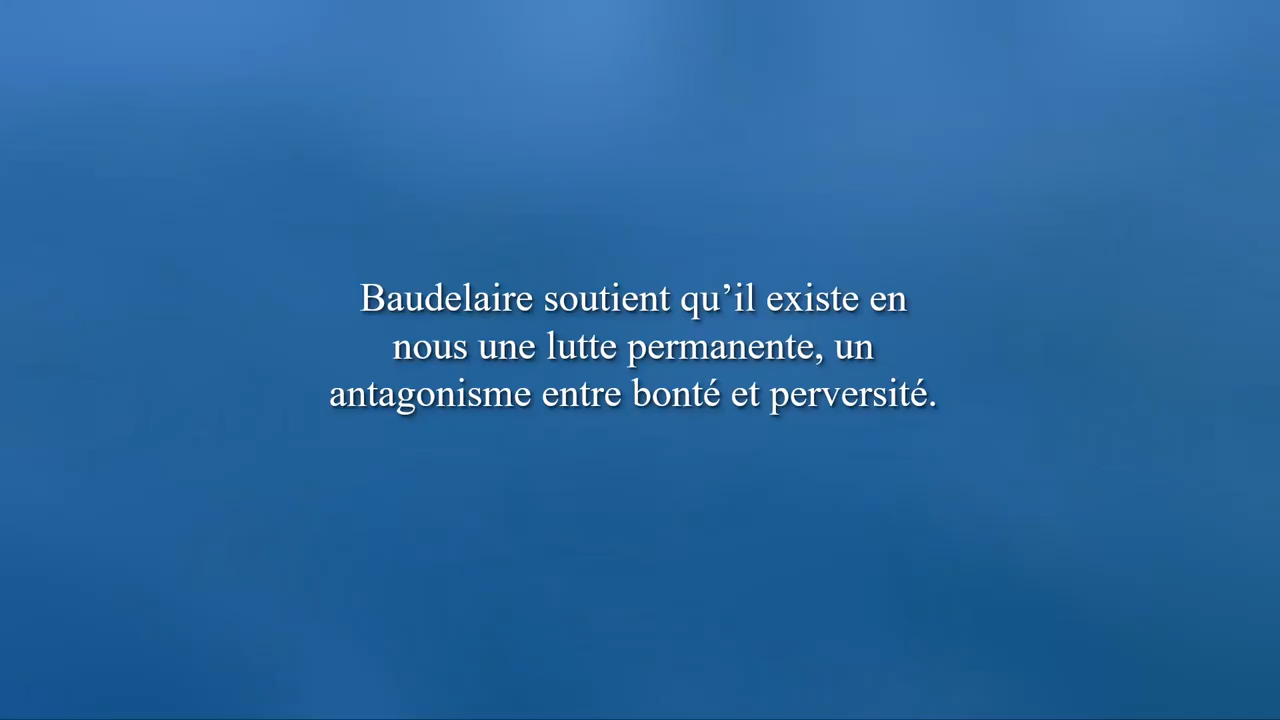 Baudelaire soutient qu’il existe en
nous une lutte permanente, un
antagonisme entre bonté et perversité.